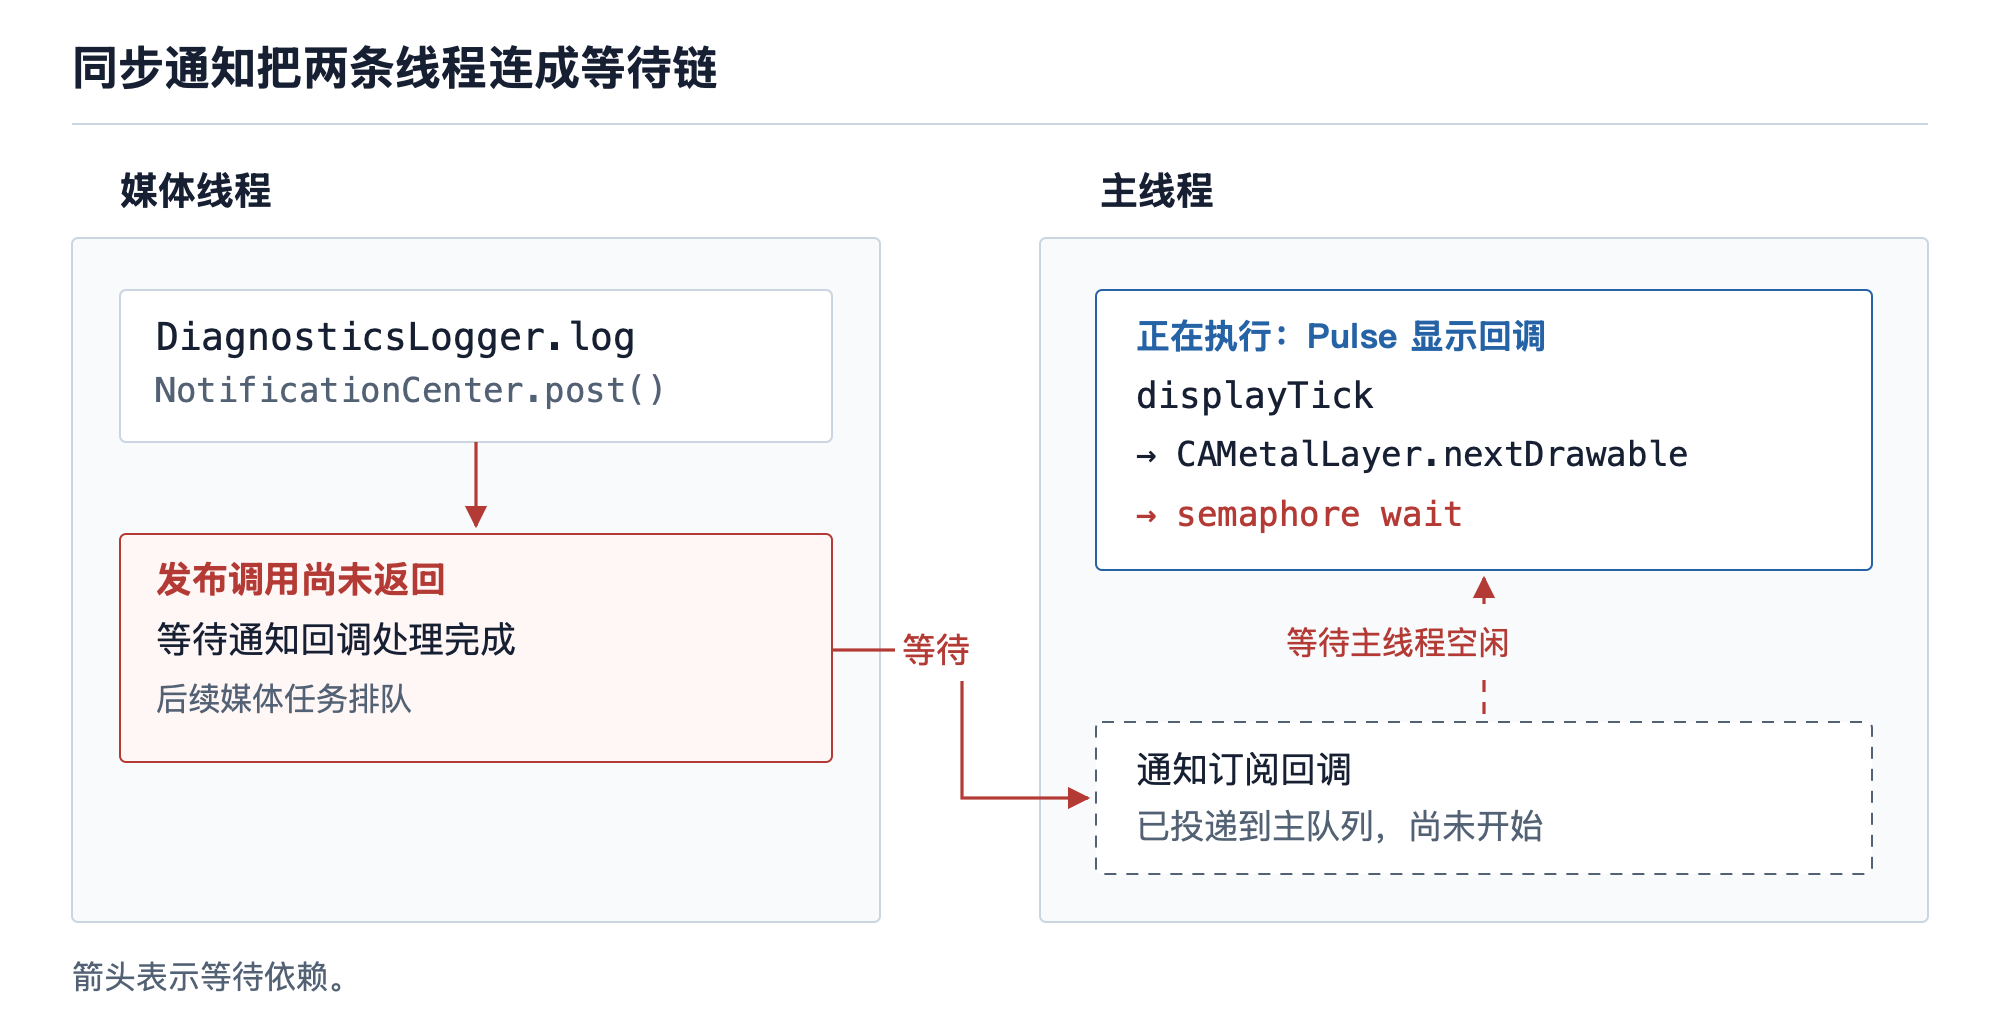 同步通知把两条线程连成等待链
媒体线程
DiagnosticsLogger.log
NotificationCenter.post()
发布调用尚未返回
等待通知回调处理完成
后续媒体任务排队
等待
主线程
正在执行：Pulse 显示回调
displayTick
→ CAMetalLayer.nextDrawable
→ semaphore wait
等待主线程空闲
通知订阅回调
已投递到主队列，尚未开始
箭头表示等待依赖。